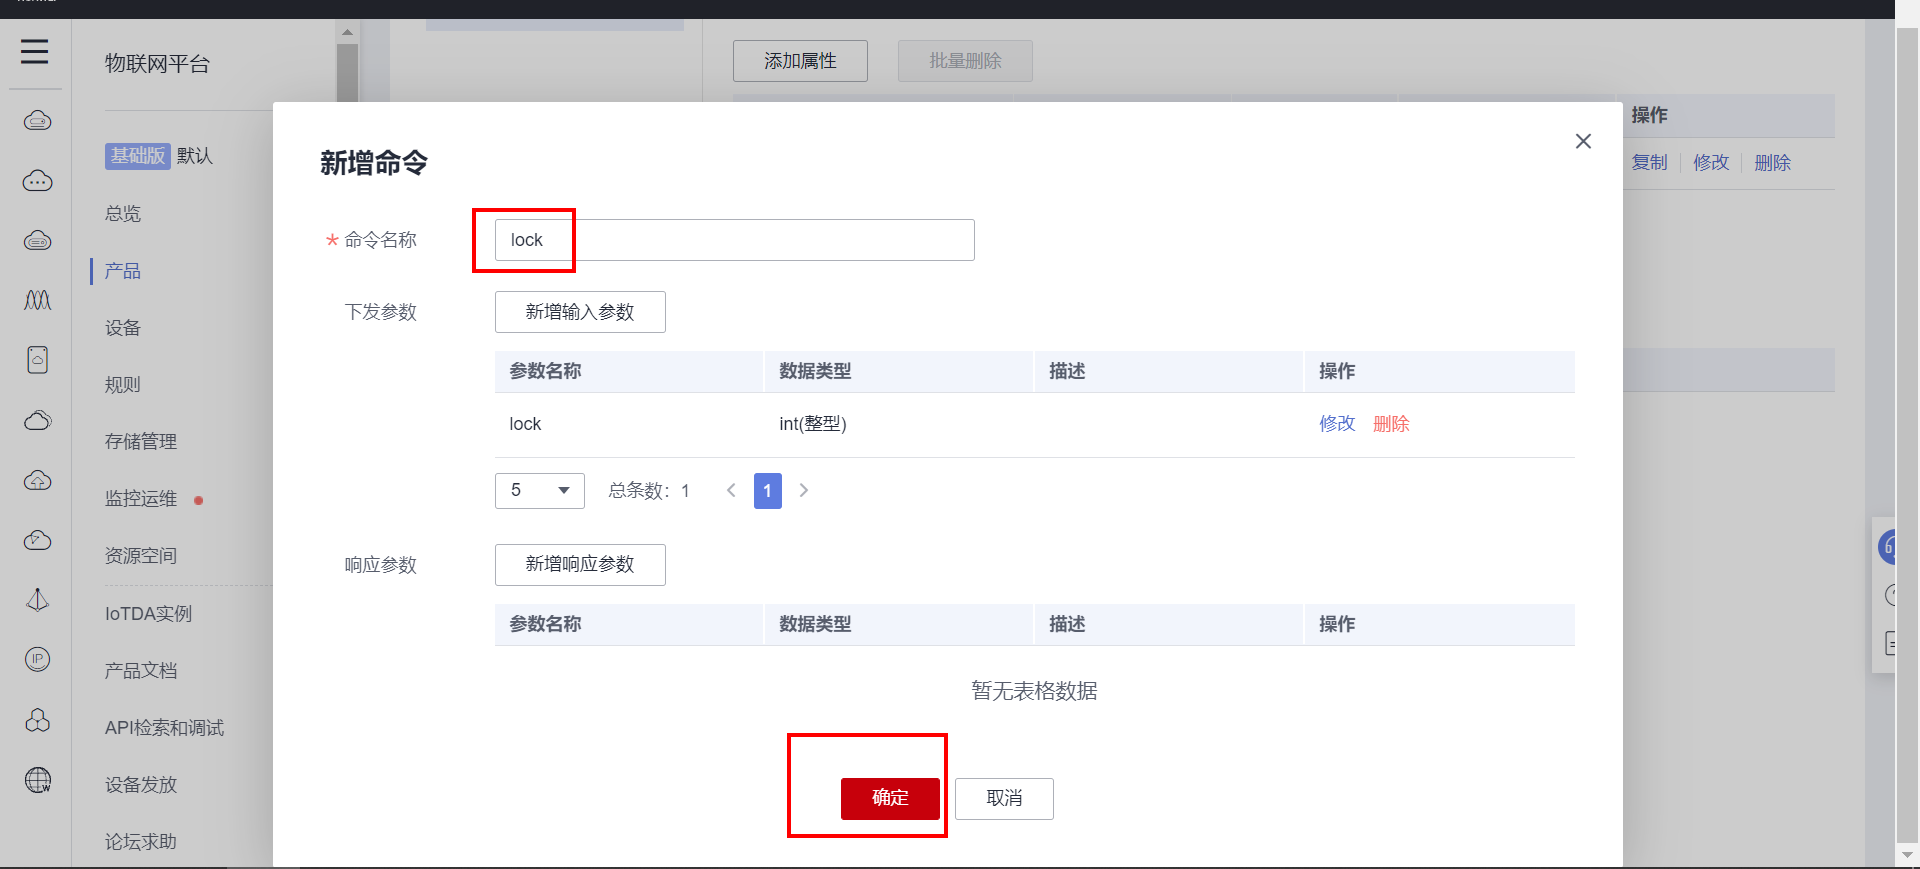 物联网平台
基础版 默认
总览
产品
设备
规则
存储管理
监控运维
资源空间
IoTDA实例
产品文档
API检索和调试
设备发放
论坛求助
添加属性 批量删除
操作
复制 修改 删除
新增命令
* 命令名称 lock
下发参数 新增输入参数
参数名称 数据类型 描述 操作
lock int(整型) 修改 删除
5 总条数：1 1
响应参数 新增响应参数
参数名称 数据类型 描述 操作
暂无表格数据
确定 取消
IP
W